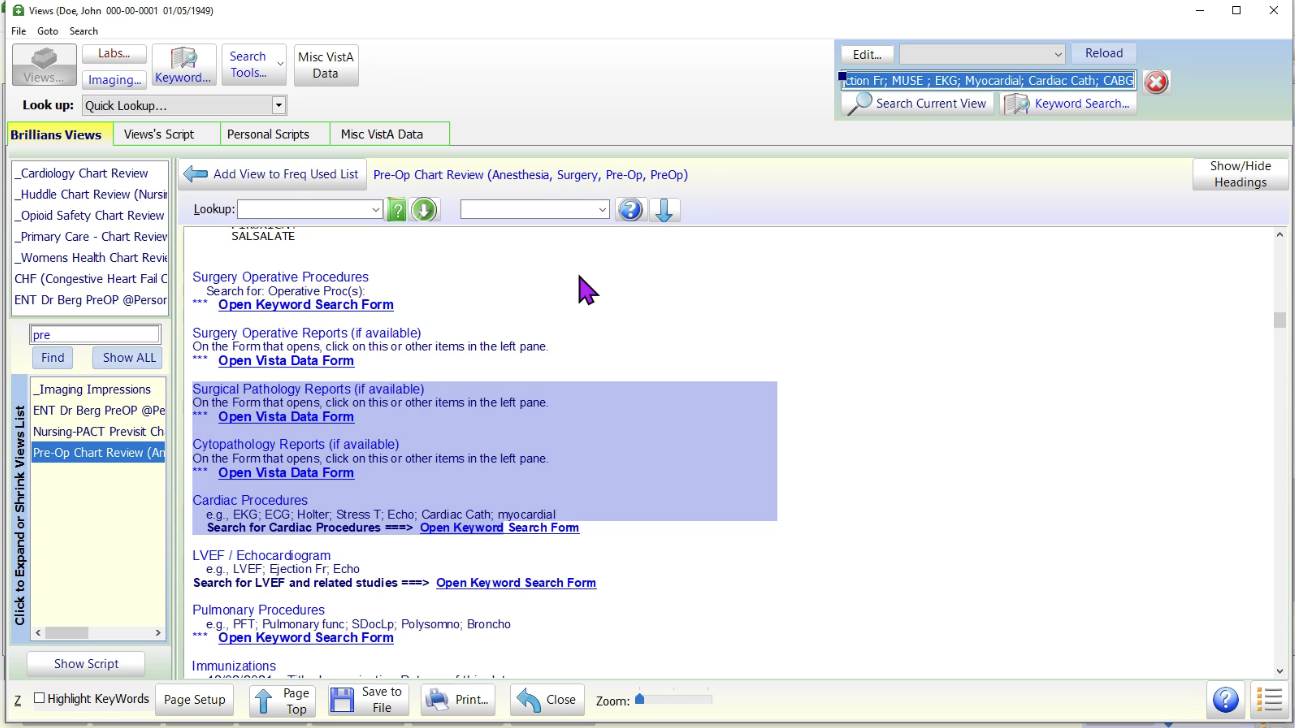 Views (Doe, John 000-00-0001 01/05/1949)
File Goto Search
Views...
Labs...
Imaging...
Keyword...
Search Tools...
Misc VistA Data
Edit...
Reload
ction Fr; MUSE ; EKG; Myocardial; Cardiac Cath; CABG
Search Current View
Keyword Search...
Look up: Quick Lookup...
Brillians Views
Views's Script
Personal Scripts
Misc VistA Data
_Cardiology Chart Review
_Huddle Chart Review (Nursi
_Opioid Safety Chart Review
_Primary Care - Chart Review
_Womens Health Chart Revie
CHF (Congestive Heart Fail C
ENT Dr Berg PreOP @Person
pre
Find
Show ALL
Click to Expand or Shrink Views List
_Imaging Impressions
ENT Dr Berg PreOP @Pe
Nursing-PACT Previsit Ch
Pre-Op Chart Review (An
Show Script
Add View to Freq Used List
Pre-Op Chart Review (Anesthesia, Surgery, Pre-Op, PreOp)
Show/Hide Headings
Lookup:
SALSALATE
Surgery Operative Procedures
Search for: Operative Proc(s):
*** Open Keyword Search Form
Surgery Operative Reports (if available)
On the Form that opens, click on this or other items in the left pane.
*** Open Vista Data Form
Surgical Pathology Reports (if available)
On the Form that opens, click on this or other items in the left pane.
*** Open Vista Data Form
Cytopathology Reports (if available)
On the Form that opens, click on this or other items in the left pane.
*** Open Vista Data Form
Cardiac Procedures
e.g., EKG; ECG; Holter; Stress T; Echo; Cardiac Cath; myocardial
Search for Cardiac Procedures ===> Open Keyword Search Form
LVEF / Echocardiogram
e.g., LVEF; Ejection Fr; Echo
Search for LVEF and related studies ===> Open Keyword Search Form
Pulmonary Procedures
e.g., PFT; Pulmonary func; SDocLp; Polysomno; Broncho
*** Open Keyword Search Form
Immunizations
Z
Highlight KeyWords
Page Setup
Page Top
Save to File
Print...
Close
Zoom: